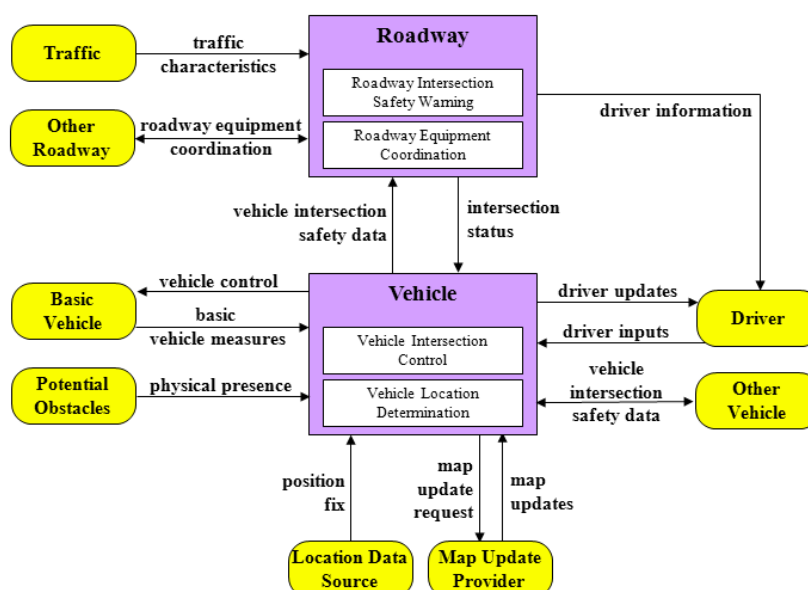 Roadway
Traffic
traffic
characteristics
Roadway Intersection
Safety Warning
driver information
Other
Roadway
roadway equipment
coordination
Roadway Equipment
Coordination
vehicle intersection
safety data
intersection
status
vehicle control
Vehicle
driver updates
Basic
Vehicle
basic
vehicle measures
Vehicle Intersection
Control
driver inputs
Driver
Potential
Obstacles
physical presence
Vehicle Location
Determination
vehicle
intersection
safety data
Other
Vehicle
position
fix
map
update
request
map
updates
Location Data
Source
Map Update
Provider